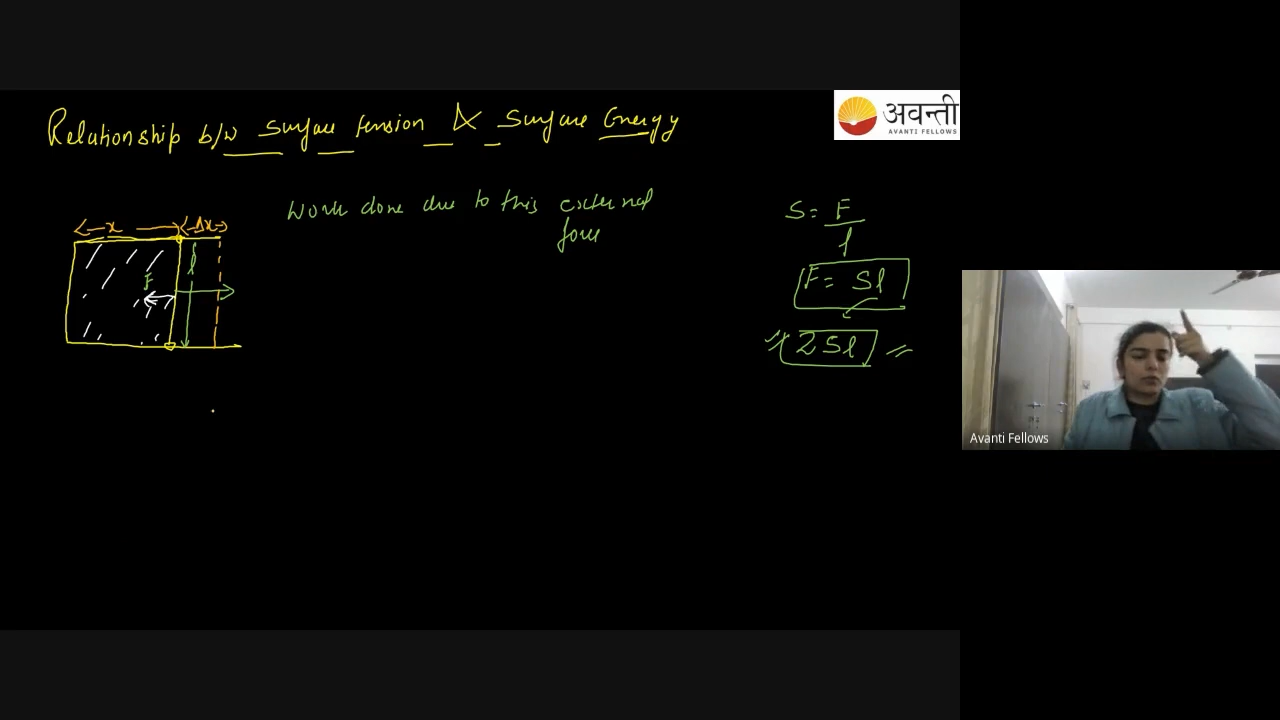 Relationship b/w Surface tension & Surface Energy
अवन्ती
AVANTI FELLOWS
x Δx
l
F
Work done due to this external
force
S = F
l
F = Sl
2Sl
Avanti Fellows